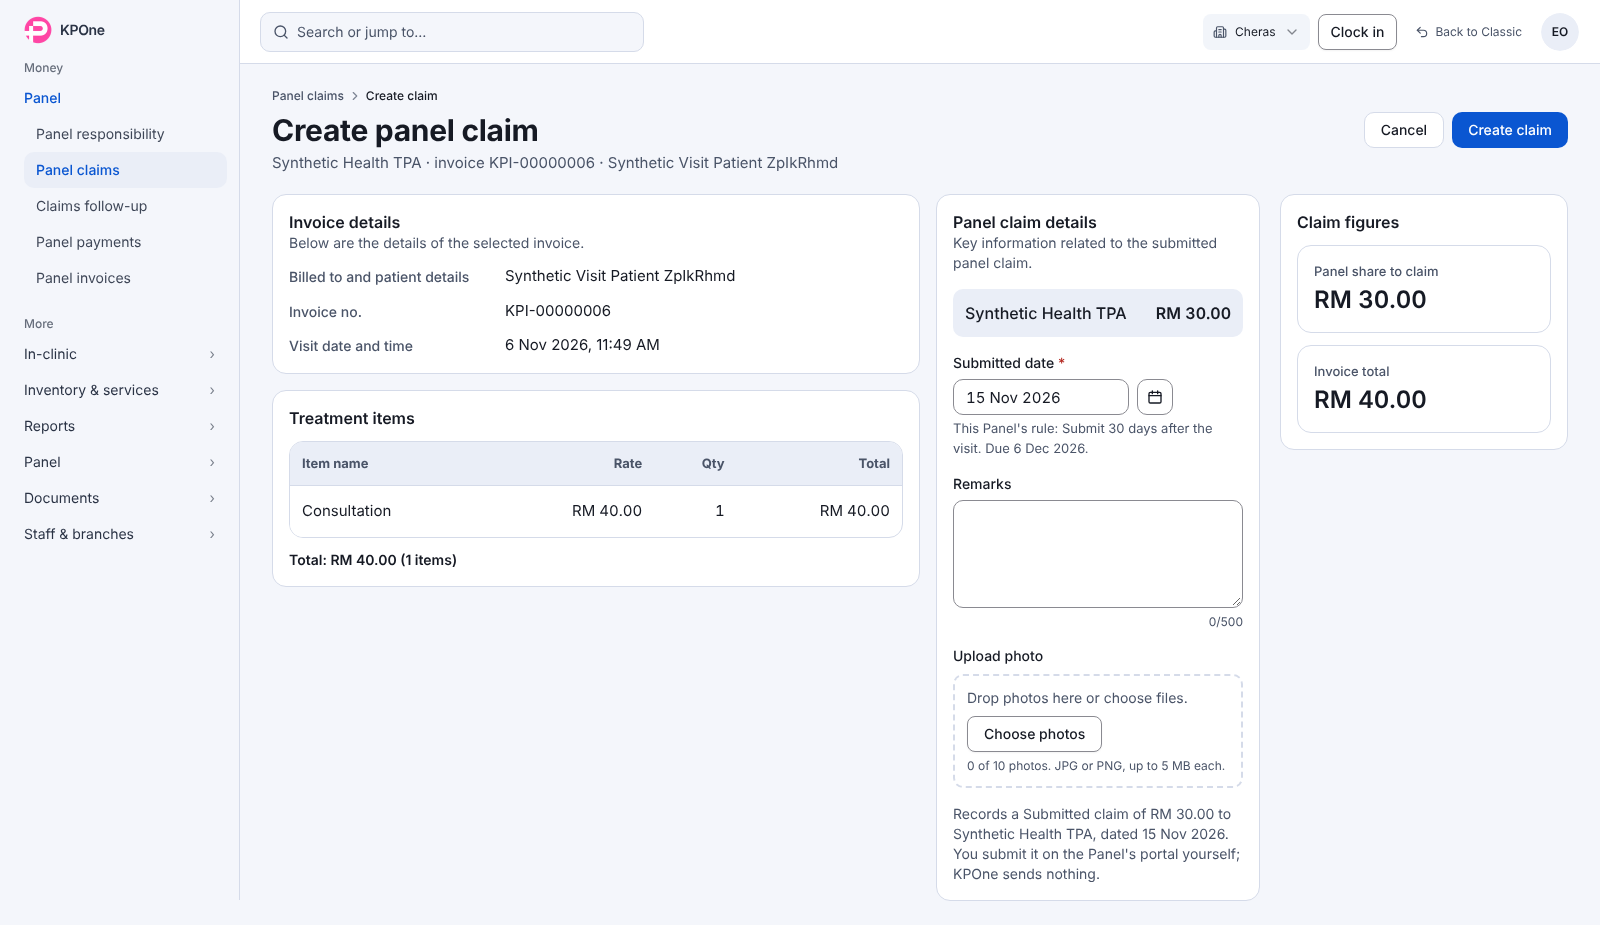 KPOne
Money
Panel
Panel responsibility
Panel claims
Claims follow-up
Panel payments
Panel invoices
More
In-clinic
Inventory & services
Reports
Panel
Documents
Staff & branches
Search or jump to...
Cheras
Clock in
Back to Classic
EO
Panel claims > Create claim
Create panel claim
Synthetic Health TPA · invoice KPI-00000006 · Synthetic Visit Patient ZpIkRhmd
Cancel
Create claim
Invoice details
Below are the details of the selected invoice.
Billed to and patient details Synthetic Visit Patient ZpIkRhmd
Invoice no. KPI-00000006
Visit date and time 6 Nov 2026, 11:49 AM
Treatment items
Item name Rate Qty Total
Consultation RM 40.00 1 RM 40.00
Total: RM 40.00 (1 items)
Panel claim details
Key information related to the submitted
panel claim.
Synthetic Health TPA RM 30.00
Submitted date *
15 Nov 2026
This Panel's rule: Submit 30 days after the
visit. Due 6 Dec 2026.
Remarks
0/500
Upload photo
Drop photos here or choose files.
Choose photos
0 of 10 photos. JPG or PNG, up to 5 MB each.
Records a Submitted claim of RM 30.00 to
Synthetic Health TPA, dated 15 Nov 2026.
You submit it on the Panel's portal yourself;
KPOne sends nothing.
Claim figures
Panel share to claim
RM 30.00
Invoice total
RM 40.00